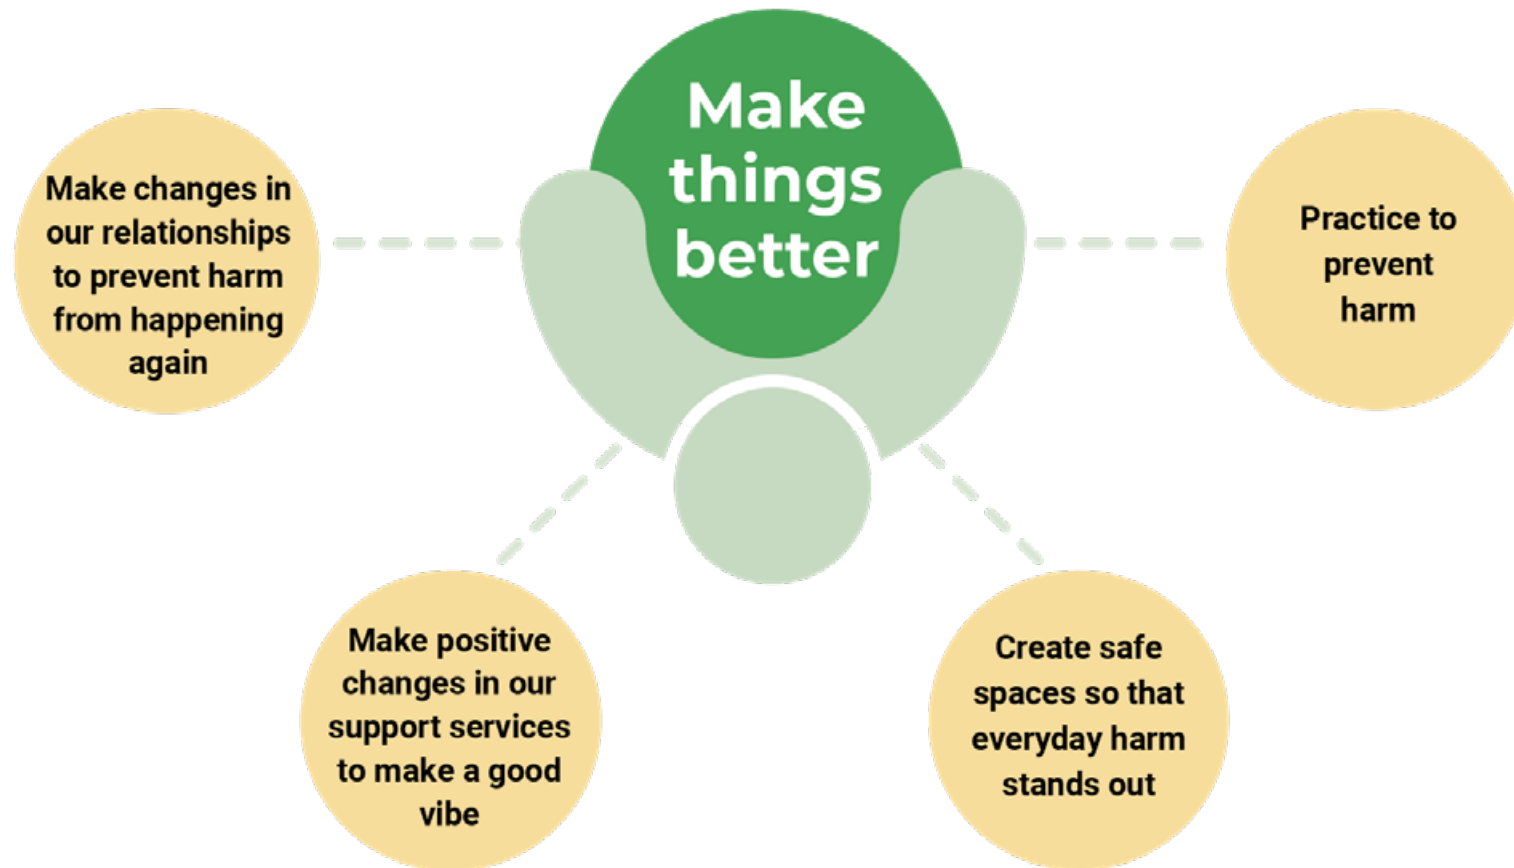 Make
things
better
Make changes in
our relationships
to prevent harm
from happening
again
Practice to
prevent
harm
Make positive
changes in our
support services
to make a good
vibe
Create safe
spaces so that
everyday harm
stands out